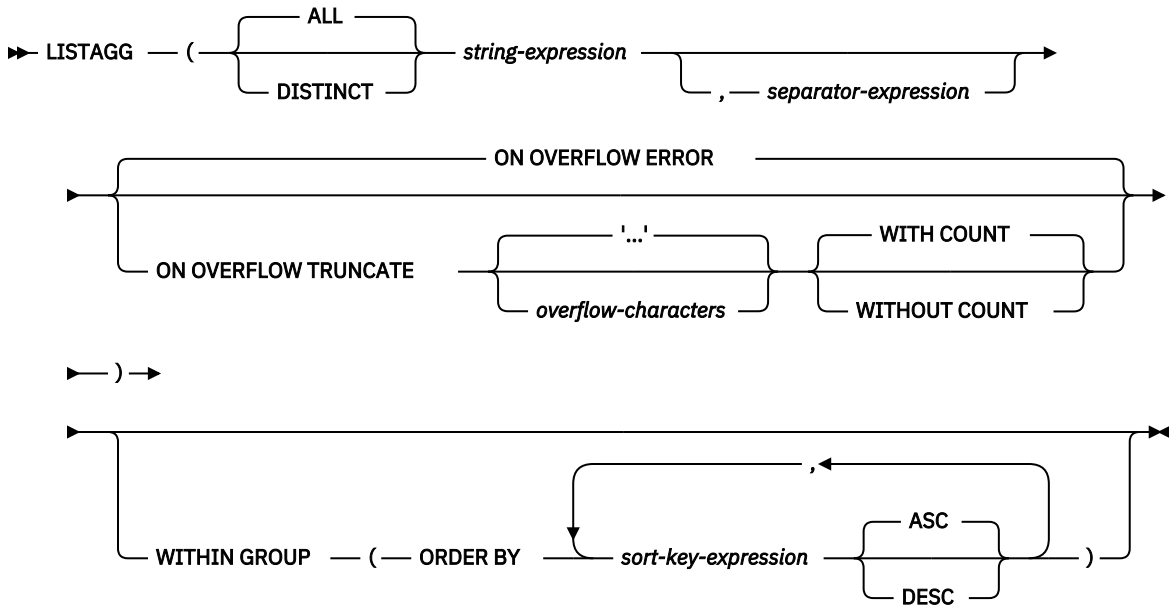 ALL
LISTAGG ( string-expression
DISTINCT , separator-expression
ON OVERFLOW ERROR
'...' WITH COUNT
ON OVERFLOW TRUNCATE
overflow-characters WITHOUT COUNT
)
,
ASC
WITHIN GROUP ( ORDER BY sort-key-expression )
DESC